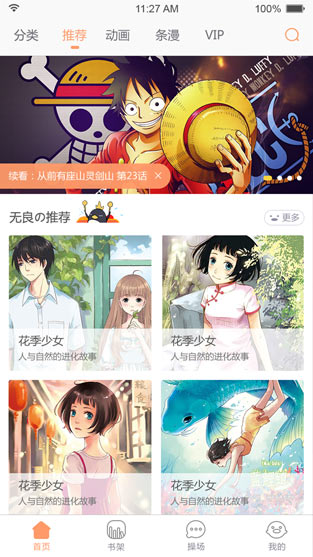 11:27 AM
100%
分类
推荐
动画
条漫
VIP
D. LUFFY
MONKEY D. LUFFY
续看：从前有座山灵剑山 第23话
无良の推荐
更多
花季少女
人与自然的进化故事
花季少女
人与自然的进化故事
花季少女
人与自然的进化故事
花季少女
人与自然的进化故事
首页
书架
操场
我的